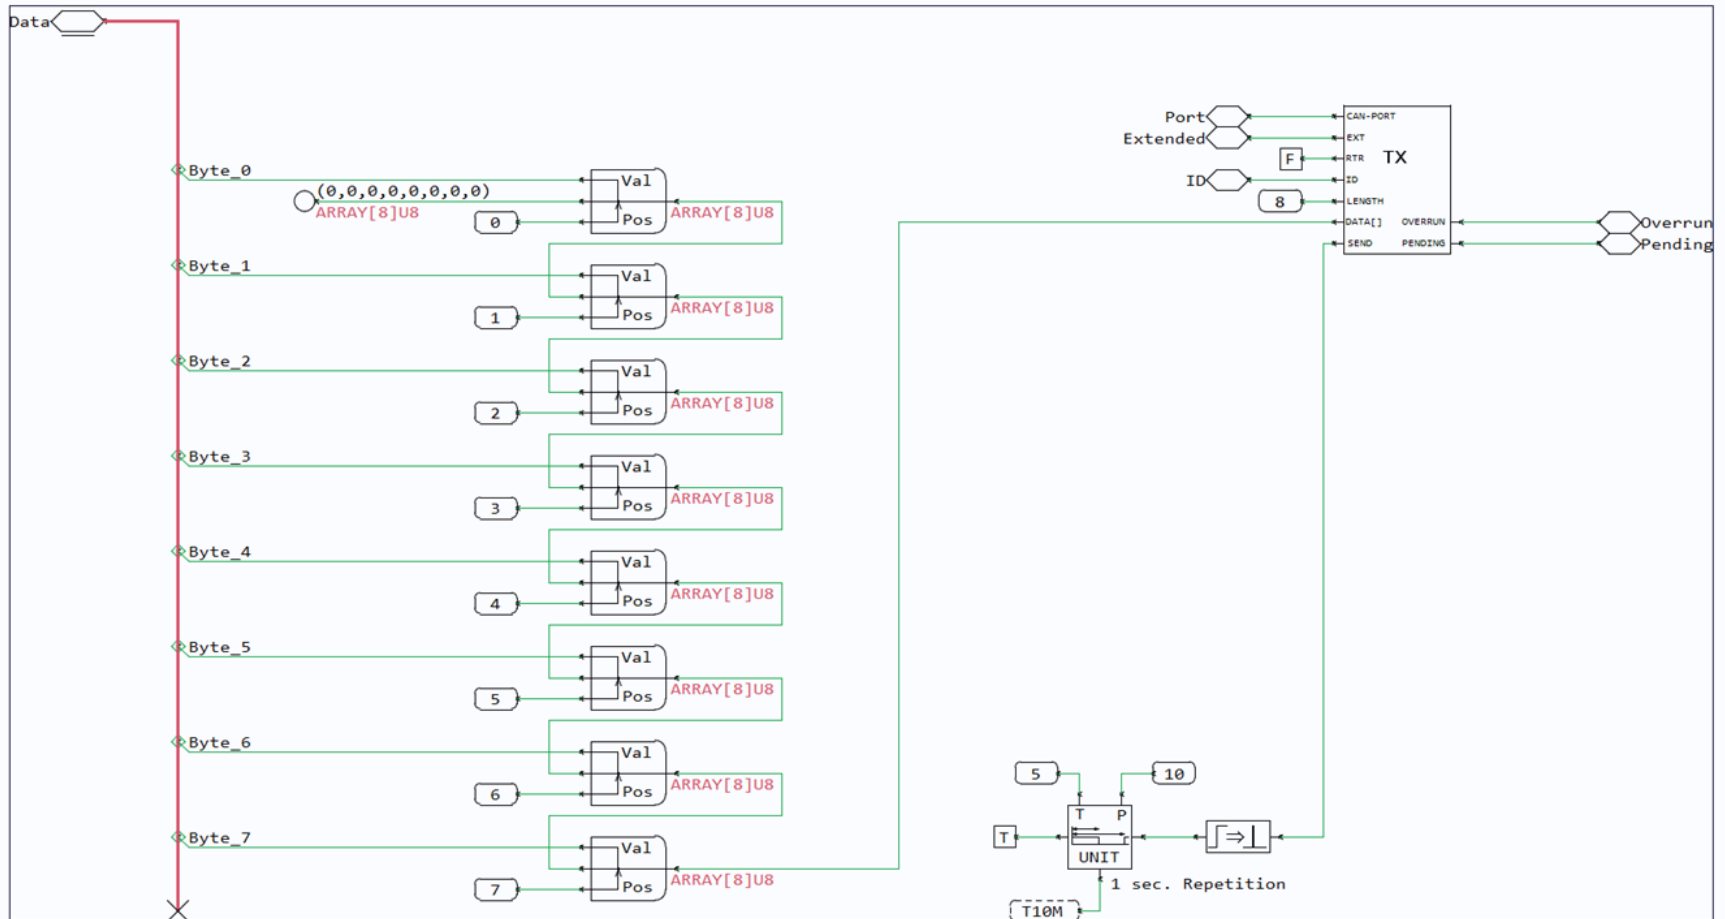 Data
Byte_0
(0,0,0,0,0,0,0,0)
ARRAY[8]U8
0
Val
Pos
ARRAY[8]U8
Byte_1
1
Val
Pos
ARRAY[8]U8
Byte_2
2
Val
Pos
ARRAY[8]U8
Byte_3
3
Val
Pos
ARRAY[8]U8
Byte_4
4
Val
Pos
ARRAY[8]U8
Byte_5
5
Val
Pos
ARRAY[8]U8
Byte_6
6
Val
Pos
ARRAY[8]U8
Byte_7
7
Val
Pos
ARRAY[8]U8
Port
Extended
F
ID
8
CAN-PORT
EXT
RTR
TX
ID
LENGTH
DATA[]
OVERRUN
SEND
PENDING
Overrun
Pending
5
10
T
T P
UNIT
1 sec. Repetition
T10M